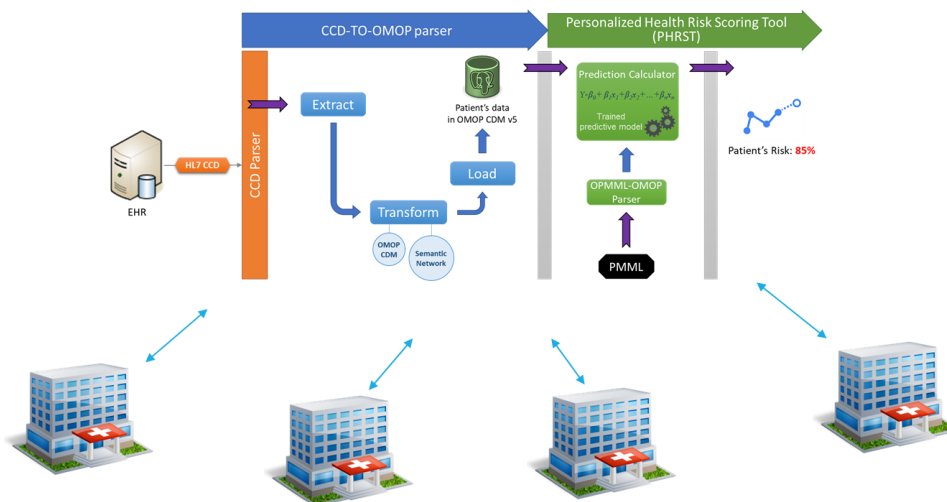 CCD-TO-OMOP parser
Personalized Health Risk Scoring Tool
(PHRST)
EHR
HL7 CCD
CCD Parser
Extract
Transform
OMOP
CDM
Semantic
Network
Load
Patient's data
in OMOP CDM v5
Prediction Calculator
Y=β₀+ β₁x₁+β₂x₂+…+βₙxₙ
Trained
predictive model
OPMML-OMOP
Parser
PMML
Patient's Risk: 85%